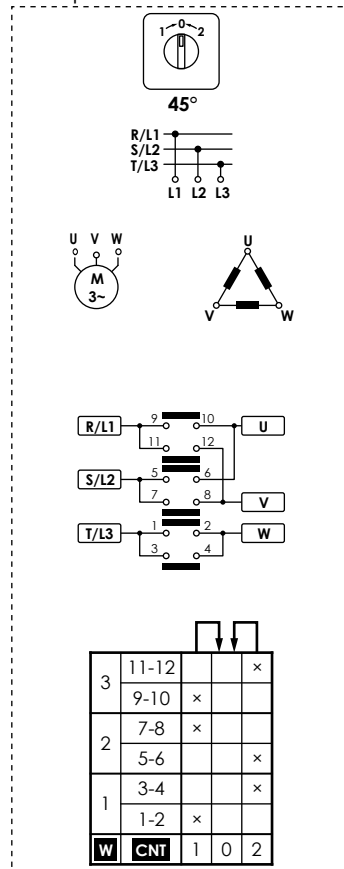 1 0 2
45°
R/L1
S/L2
T/L3
L1 L2 L3
U V W
M
3~
U
V W
R/L1 9 10 U
11 12
S/L2 5 6
7 8 V
T/L3 1 2 W
3 4
3 11-12 ×
9-10 ×
2 7-8 ×
5-6 ×
1 3-4 ×
1-2 ×
W CNT 1 0 2